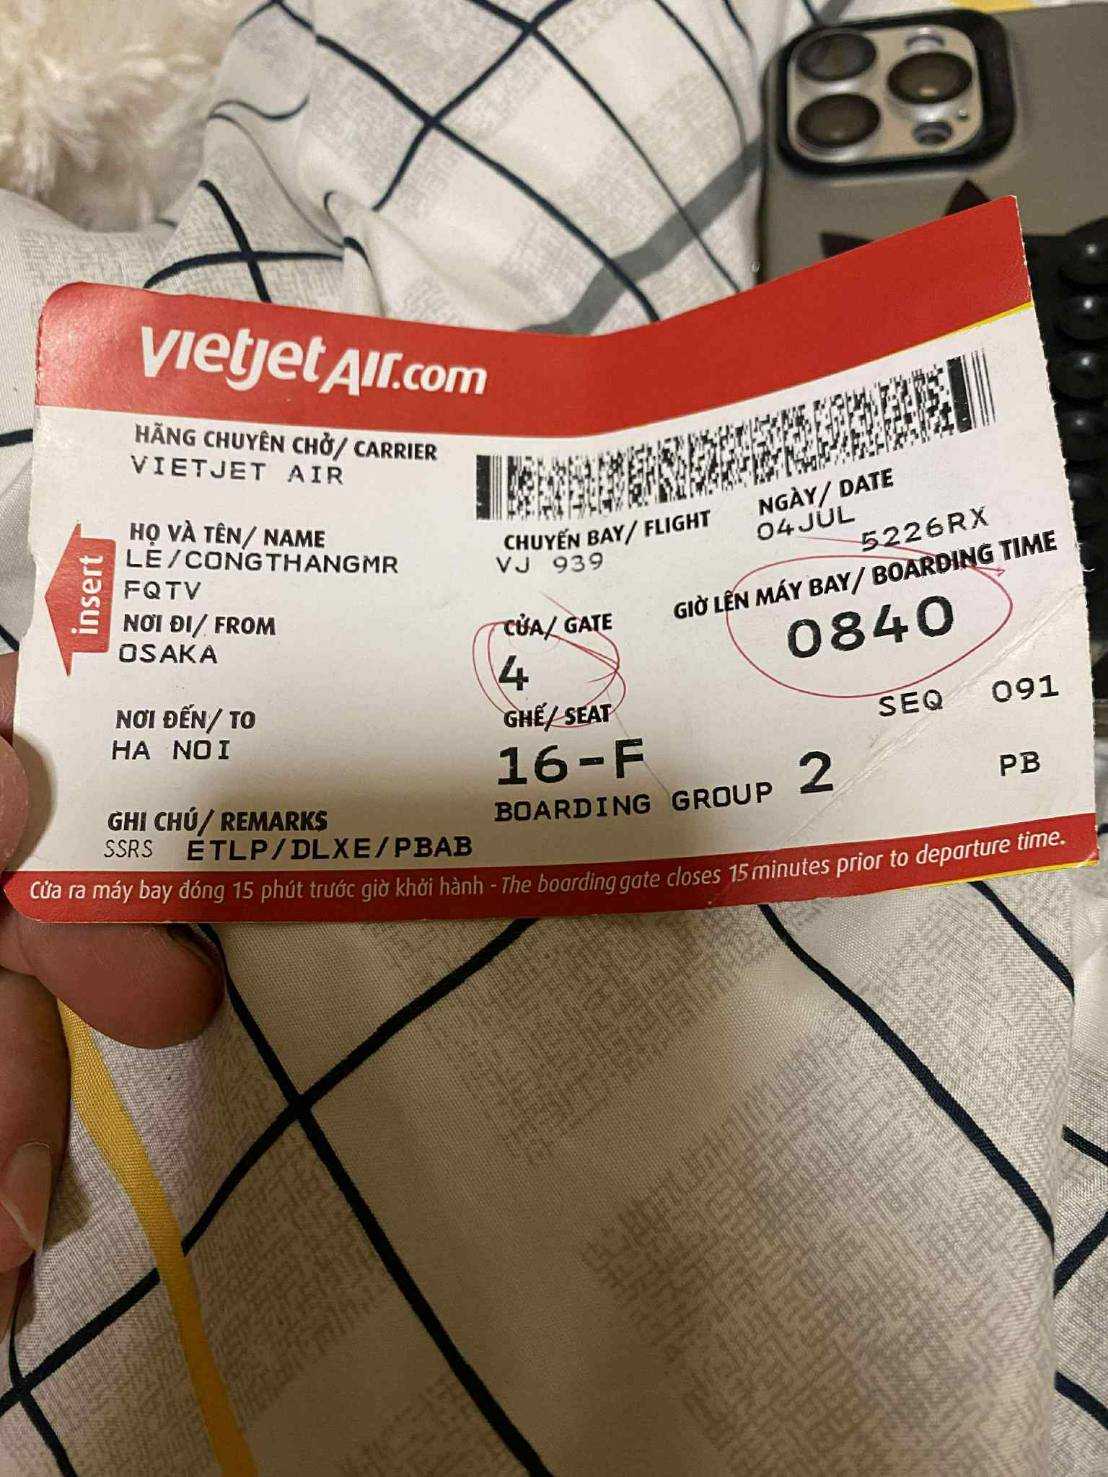 vietjetAir.com
HÃNG CHUYÊN CHỞ/ CARRIER
VIETJET AIR
HỌ VÀ TÊN/ NAME
LE/CONGTHANGMR
FQTV
NƠI ĐI/ FROM
OSAKA
NƠI ĐẾN/ TO
HA NOI
GHI CHÚ/ REMARKS
SSRS ETLP/DLXE/PBAB
insert
CHUYẾN BAY/ FLIGHT
VJ 939
NGÀY/ DATE
04JUL
5226RX
CỬA/ GATE
4
GIỜ LÊN MÁY BAY/ BOARDING TIME
0840
GHẾ/ SEAT
16-F
SEQ 091
BOARDING GROUP 2
PB
Cửa ra máy bay đóng 15 phút trước giờ khởi hành - The boarding gate closes 15 minutes prior to departure time.